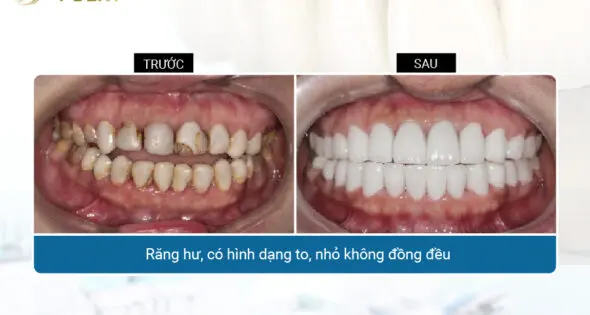 TRƯỚC
SAU
Răng hư, có hình dạng to, nhỏ không đồng đều